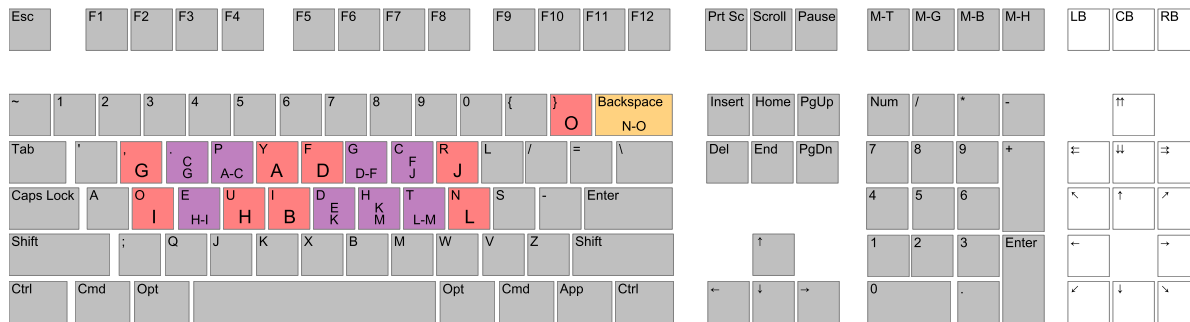 Esc F1 F2 F3 F4 F5 F6 F7 F8 F9 F10 F11 F12 Prt Sc Scroll Pause M-T M-G M-B M-H LB CB RB
~ 1 2 3 4 5 6 7 8 9 0 { } Backspace Insert Home PgUp Num / * - ⇈
O N-O
Tab ' , . P Y F G C R L / = \ Del End PgDn 7 8 9 + ⇇ ⇊ ⇉
G C G A-C A D D-F F J J
Caps Lock A O E U I D H T N S - Enter 4 5 6 ↖ ↑ ↗
I H-I H B E K K M L-M L
Shift ; Q J K X B M W V Z Shift ↑ 1 2 3 Enter ← →
Ctrl Cmd Opt Opt Cmd App Ctrl ← ↓ → 0 . ↙ ↓ ↘